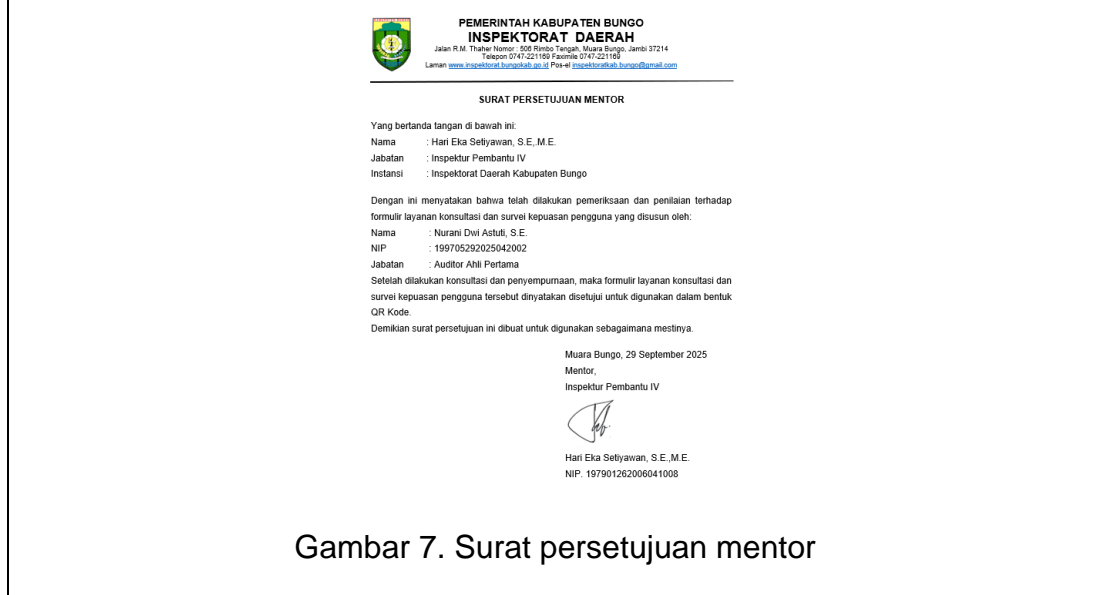 PEMERINTAH KABUPATEN BUNGO
INSPEKTORAT DAERAH
Jalan R.M. Thaher Nomor : 506 Rimbo Tengah, Muara Bungo, Jambi 37214
Telepon 0747-221169 Faximile 0747-221169
Laman www.inspektorat.bungokab.go.id Pos-el inspektoratkab.bungo@gmail.com
SURAT PERSETUJUAN MENTOR
Yang bertanda tangan di bawah ini:
Nama : Hari Eka Setiyawan, S.E,.M.E.
Jabatan : Inspektur Pembantu IV
Instansi : Inspektorat Daerah Kabupaten Bungo
Dengan ini menyatakan bahwa telah dilakukan pemeriksaan dan penilaian terhadap
formulir layanan konsultasi dan survei kepuasan pengguna yang disusun oleh:
Nama : Nurani Dwi Astuti, S.E.
NIP : 199705292025042002
Jabatan : Auditor Ahli Pertama
Setelah dilakukan konsultasi dan penyempurnaan, maka formulir layanan konsultasi dan
survei kepuasan pengguna tersebut dinyatakan disetujui untuk digunakan dalam bentuk
QR Kode.
Demikian surat persetujuan ini dibuat untuk digunakan sebagaimana mestinya.
Muara Bungo, 29 September 2025
Mentor,
Inspektur Pembantu IV
Hari Eka Setiyawan, S.E.,M.E.
NIP. 197901262006041008
Gambar 7. Surat persetujuan mentor